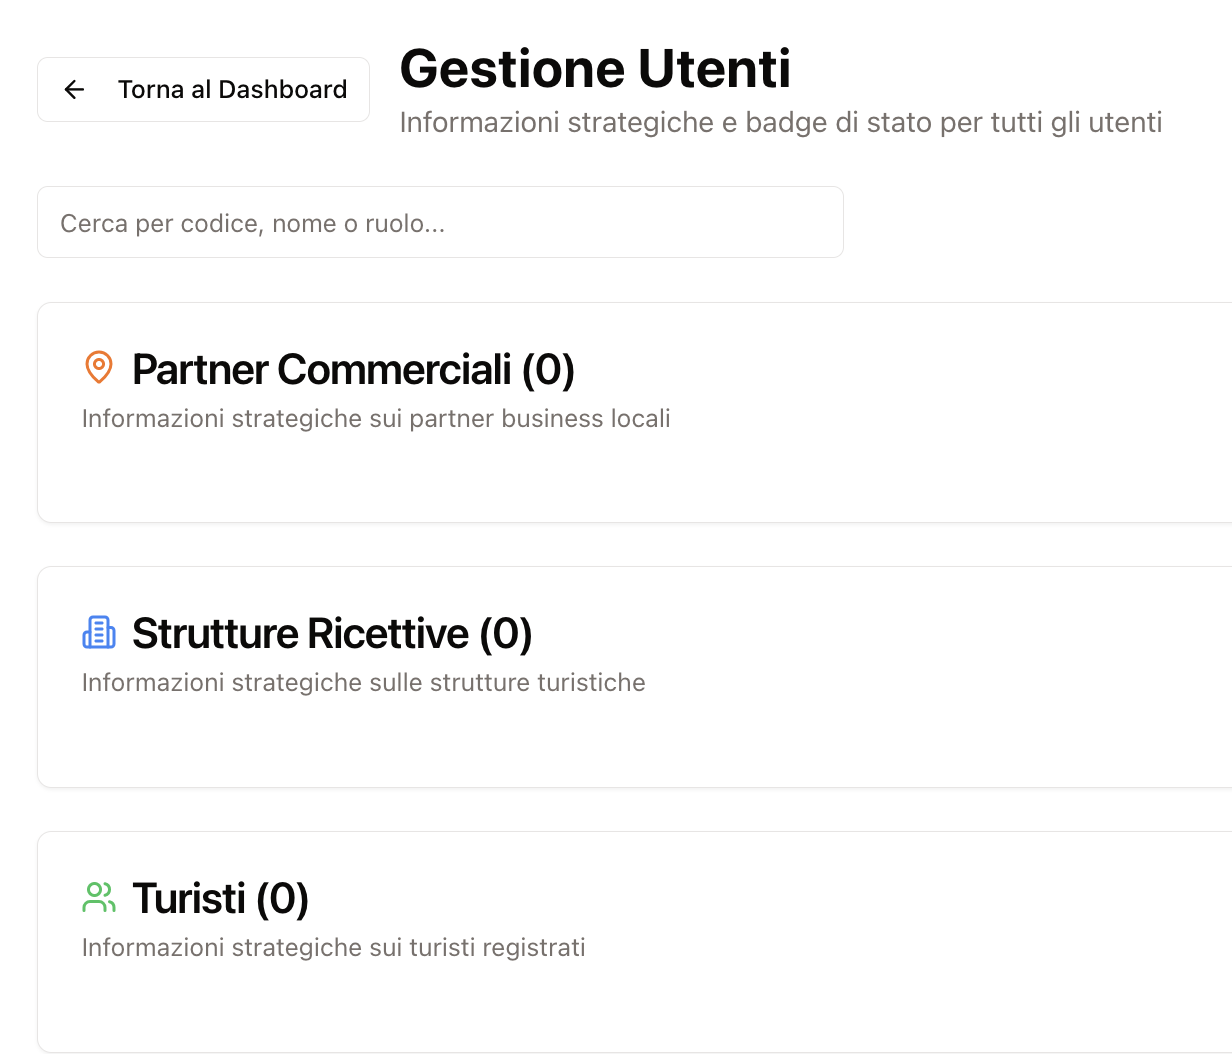 Torna al Dashboard
Gestione Utenti
Informazioni strategiche e badge di stato per tutti gli utenti
Cerca per codice, nome o ruolo...
Partner Commerciali (0)
Informazioni strategiche sui partner business locali
Strutture Ricettive (0)
Informazioni strategiche sulle strutture turistiche
Turisti (0)
Informazioni strategiche sui turisti registrati